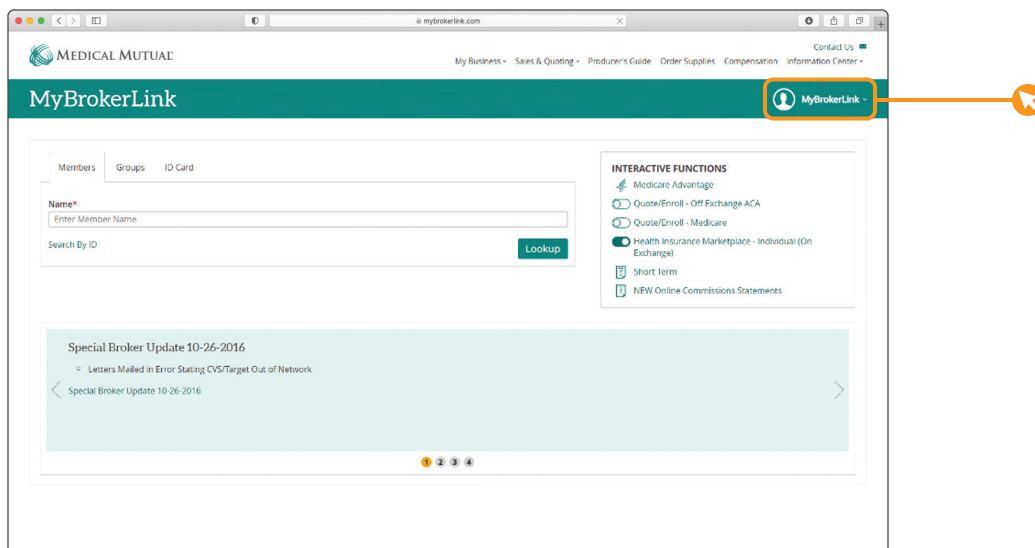 mybrokerlink.com
MEDICAL MUTUAL
Contact Us
My Business Sales & Quoting Producer's Guide Order Supplies Compensation Information Center
MyBrokerLink
MyBrokerLink
Members Groups ID Card
Name*
Enter Member Name
Search By ID
Lookup
INTERACTIVE FUNCTIONS
Medicare Advantage
Quote/Enroll - Off Exchange ACA
Quote/Enroll - Medicare
Health Insurance Marketplace - Individual (On
Exchange)
Short Term
NEW Online Commissions Statements
Special Broker Update 10-26-2016
Letters Mailed in Error Stating CVS/Target Out of Network
Special Broker Update 10-26-2016
1 2 3 4